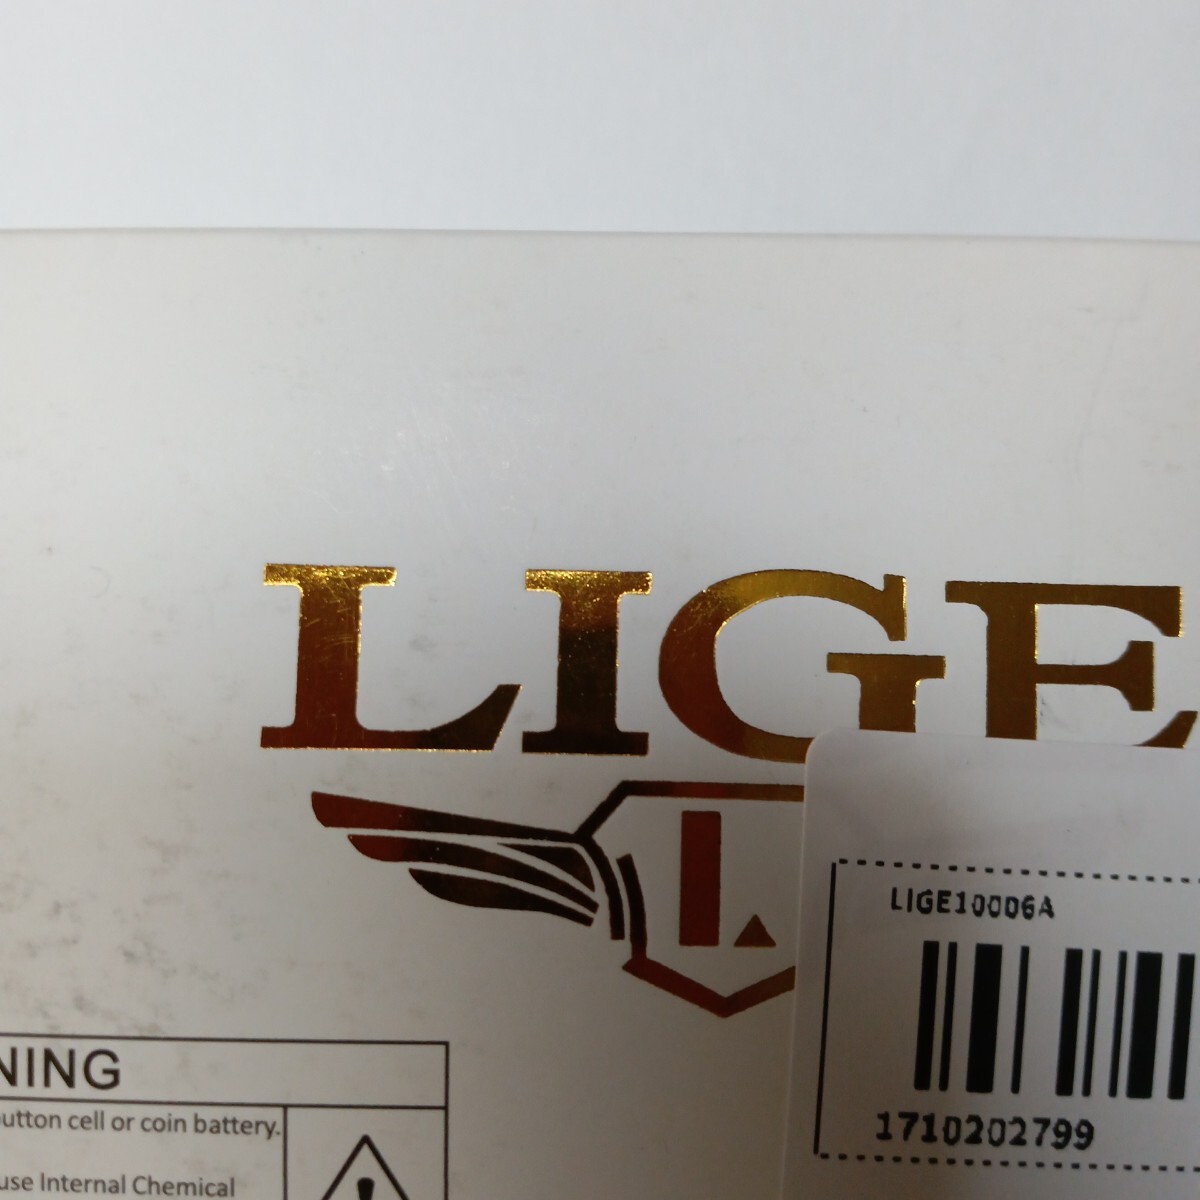 LIGE
L
LIGE10006A
1710202799
NING
button cell or coin battery.
use Internal Chemical